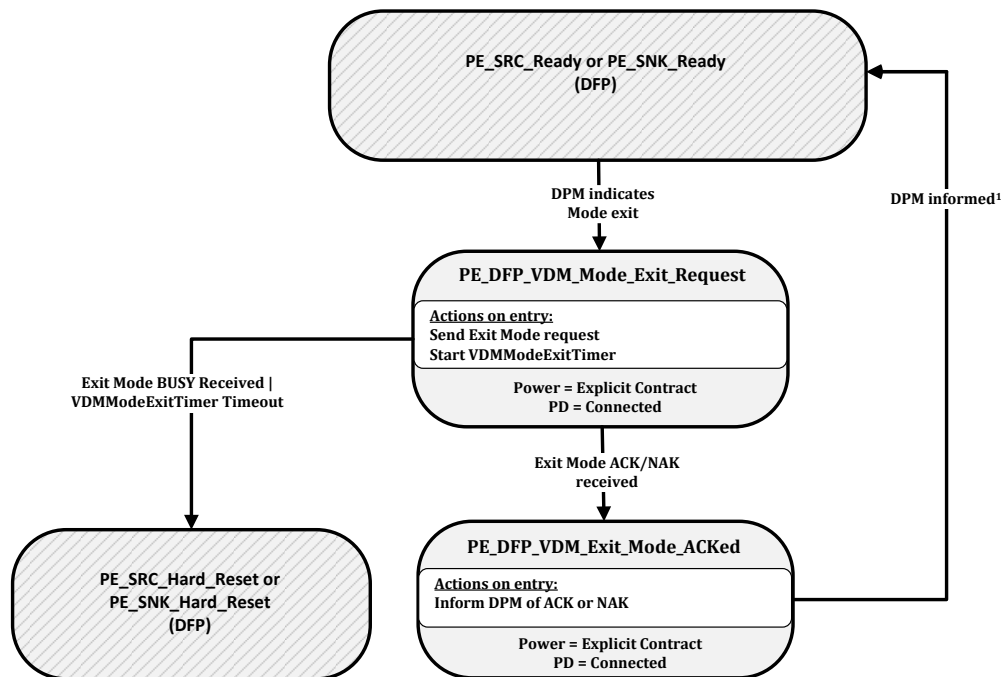 PE_SRC_Ready or PE_SNK_Ready
(DFP)
DPM indicates
Mode exit
DPM informed¹
PE_DFP_VDM_Mode_Exit_Request
Actions on entry:
Send Exit Mode request
Start VDMModeExitTimer
Power = Explicit Contract
PD = Connected
Exit Mode BUSY Received |
VDMModeExitTimer Timeout
Exit Mode ACK/NAK
received
PE_SRC_Hard_Reset or
PE_SNK_Hard_Reset
(DFP)
PE_DFP_VDM_Exit_Mode_ACKed
Actions on entry:
Inform DPM of ACK or NAK
Power = Explicit Contract
PD = Connected